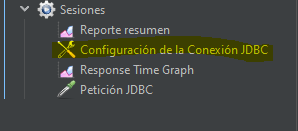 Sesiones
Reporte resumen
Configuración de la Conexión JDBC
Response Time Graph
Petición JDBC